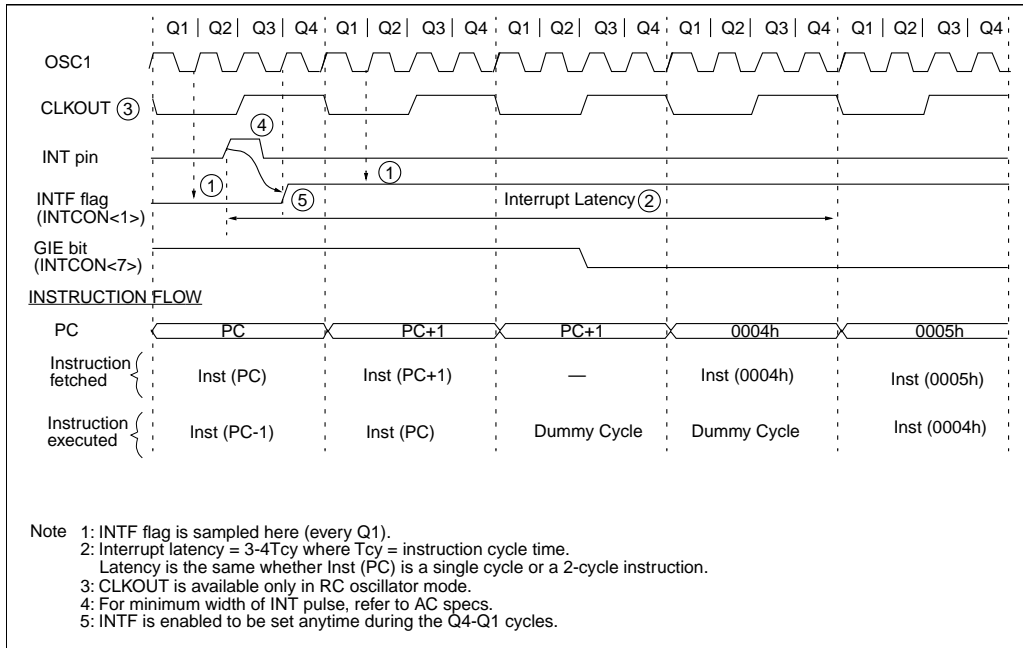 Q1 | Q2 | Q3 | Q4 Q1 | Q2 | Q3 | Q4 Q1 | Q2 | Q3 | Q4 Q1 | Q2 | Q3 | Q4 Q1 | Q2 | Q3 | Q4
OSC1
CLKOUT ③
④
INT pin
① ①
INTF flag
(INTCON<1>)
⑤
Interrupt Latency ②
GIE bit
(INTCON<7>)
INSTRUCTION FLOW
PC PC PC+1 PC+1 0004h 0005h
Instruction
fetched
Inst (PC) Inst (PC+1) — Inst (0004h) Inst (0005h)
Instruction
executed
Inst (PC-1) Inst (PC) Dummy Cycle Dummy Cycle Inst (0004h)
Note 1: INTF flag is sampled here (every Q1).
2: Interrupt latency = 3-4Tcy where Tcy = instruction cycle time.
Latency is the same whether Inst (PC) is a single cycle or a 2-cycle instruction.
3: CLKOUT is available only in RC oscillator mode.
4: For minimum width of INT pulse, refer to AC specs.
5: INTF is enabled to be set anytime during the Q4-Q1 cycles.